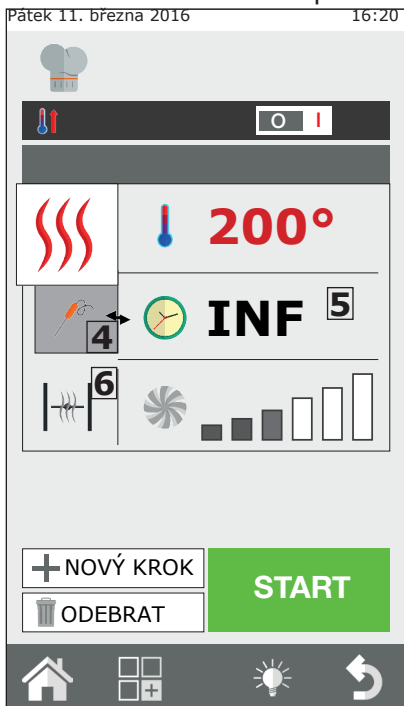 Pátek 11. března 2016 16:20
O I
200°
4 INF 5
6
NOVÝ KROK
START
ODEBRAT